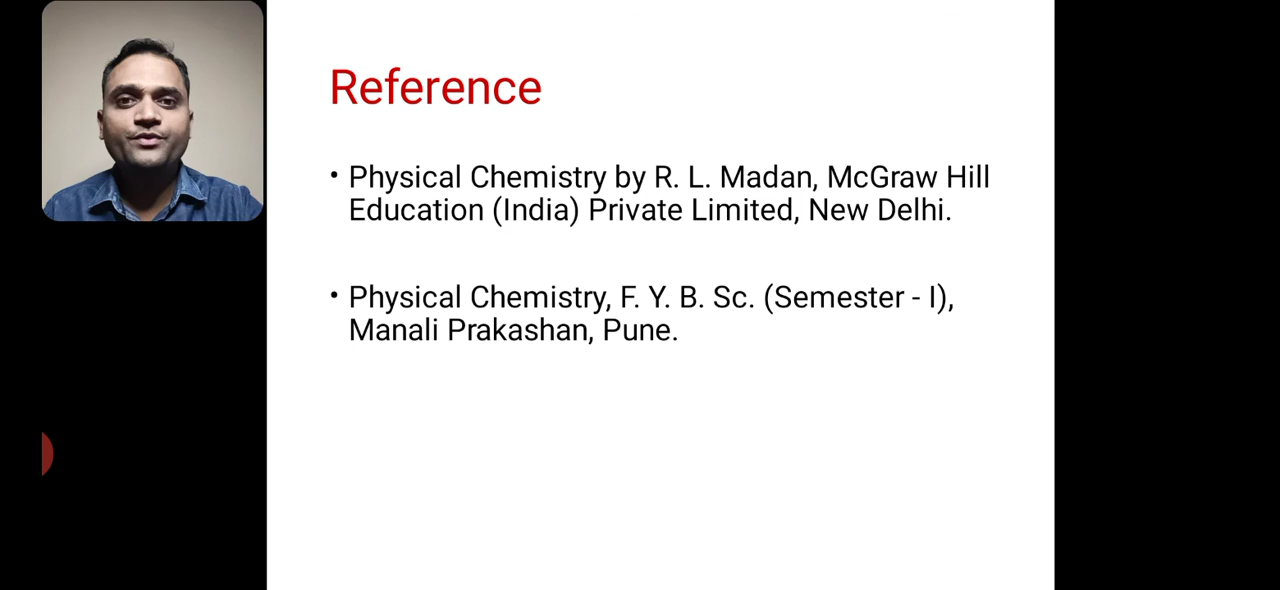 Reference
• Physical Chemistry by R. L. Madan, McGraw Hill
Education (India) Private Limited, New Delhi.
• Physical Chemistry, F. Y. B. Sc. (Semester - I),
Manali Prakashan, Pune.